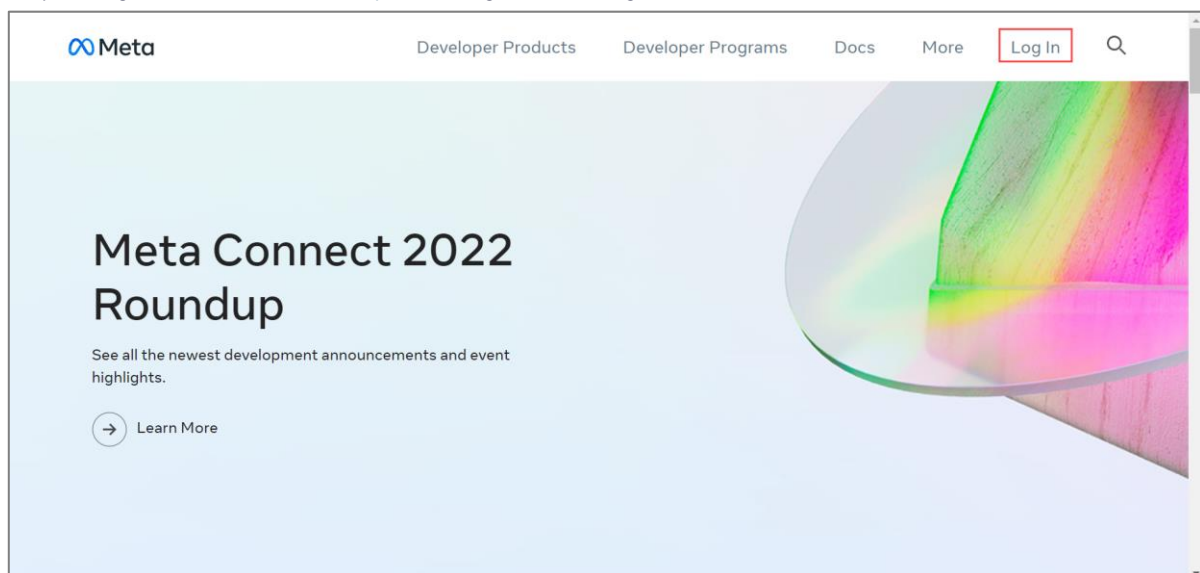 Meta
Developer Products Developer Programs Docs More Log In
Meta Connect 2022
Roundup
See all the newest development announcements and event
highlights.
Learn More